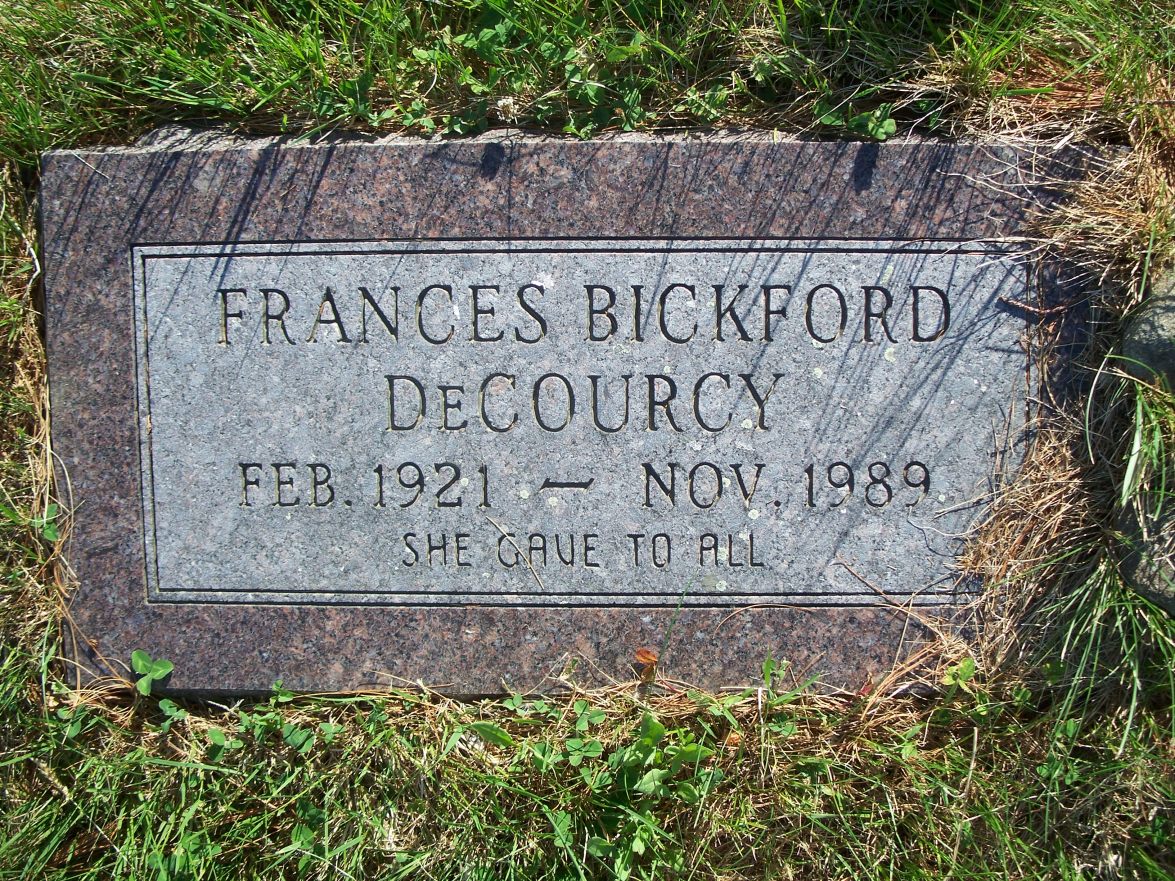 FRANCES BICKFORD
DeCOURCY
FEB. 1921 – NOV. 1989
SHE GAVE TO ALL